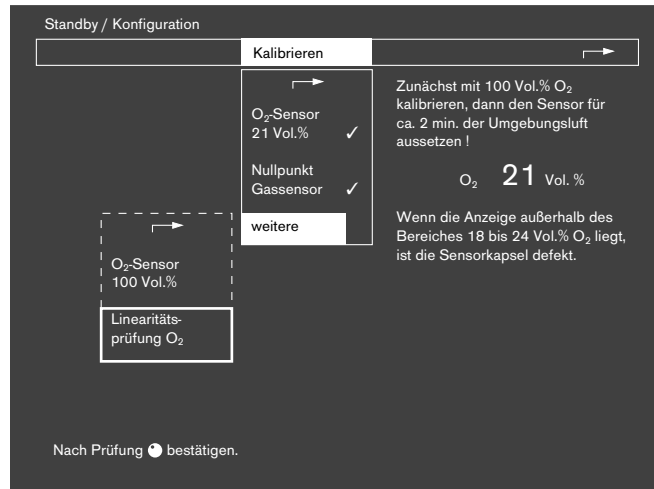 Standby / Konfiguration
Kalibrieren
O₂-Sensor
21 Vol.% ✓
Nullpunkt
Gassensor ✓
weitere
O₂-Sensor
100 Vol.%
Linearitäts-
prüfung O₂
Zunächst mit 100 Vol.% O₂
kalibrieren, dann den Sensor für
ca. 2 min. der Umgebungsluft
aussetzen !
O₂ 21 Vol. %
Wenn die Anzeige außerhalb des
Bereiches 18 bis 24 Vol.% O₂ liegt,
ist die Sensorkapsel defekt.
Nach Prüfung bestätigen.